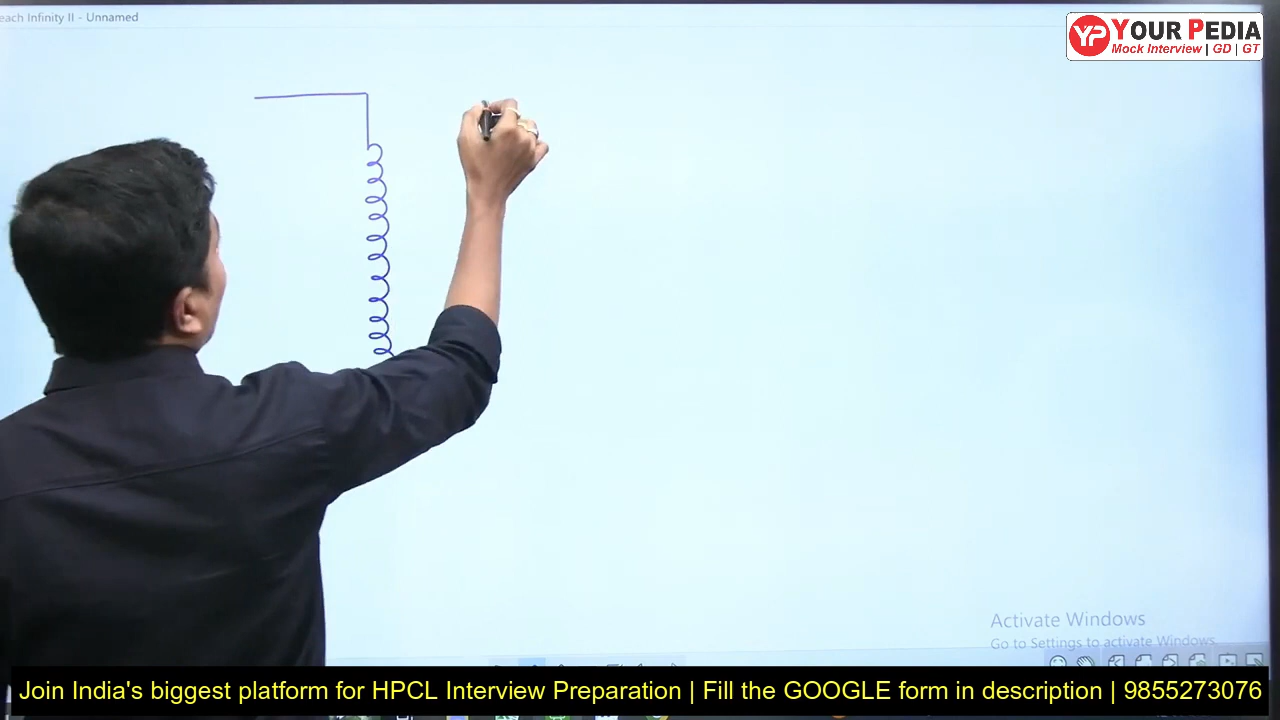 each Infinity II - Unnamed
YOUR PEDIA
YP
Mock Interview | GD | GT
Activate Windows
Go to Settings to activate Windows.
Join India's biggest platform for HPCL Interview Preparation | Fill the GOOGLE form in description | 9855273076